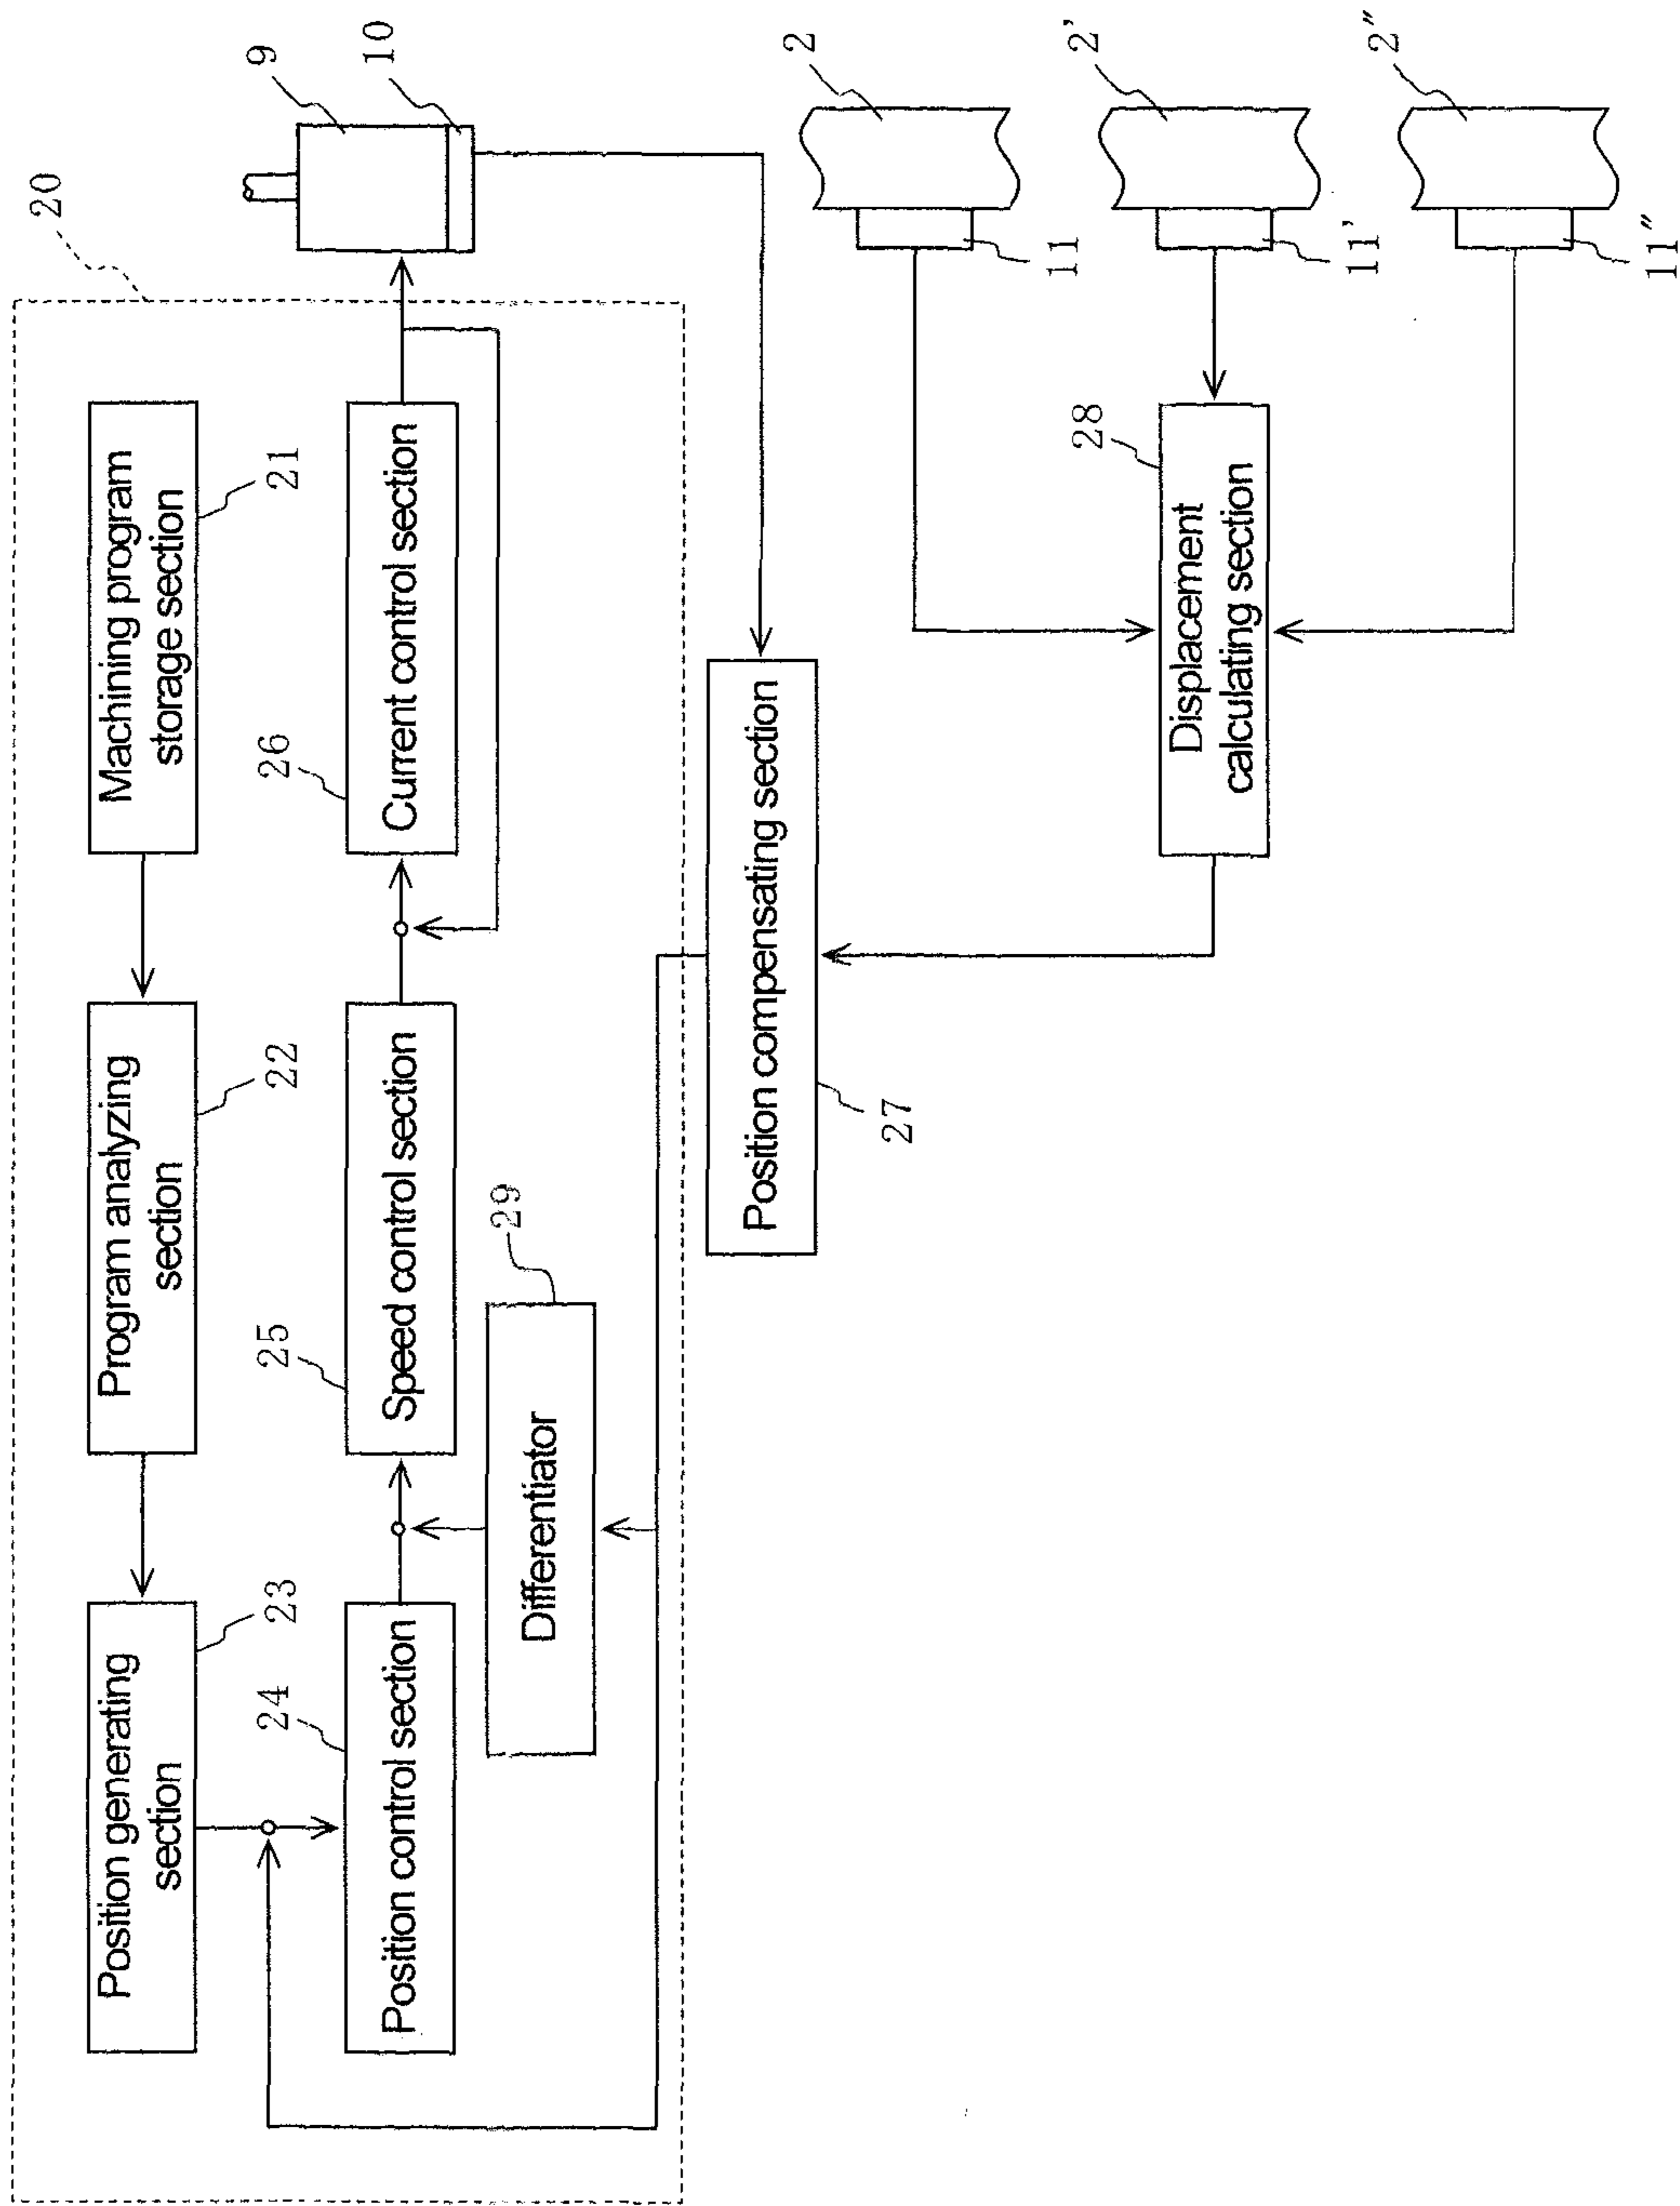 20
Position generating
section
23
Program analyzing
section
22
Machining program
storage section
21
24
Position control section
25
Speed control section
26
Current control section
9
10
Differentiator
29
Position compensating section
27
2
11
28
Displacement
calculating section
2'
11'
2"
11"